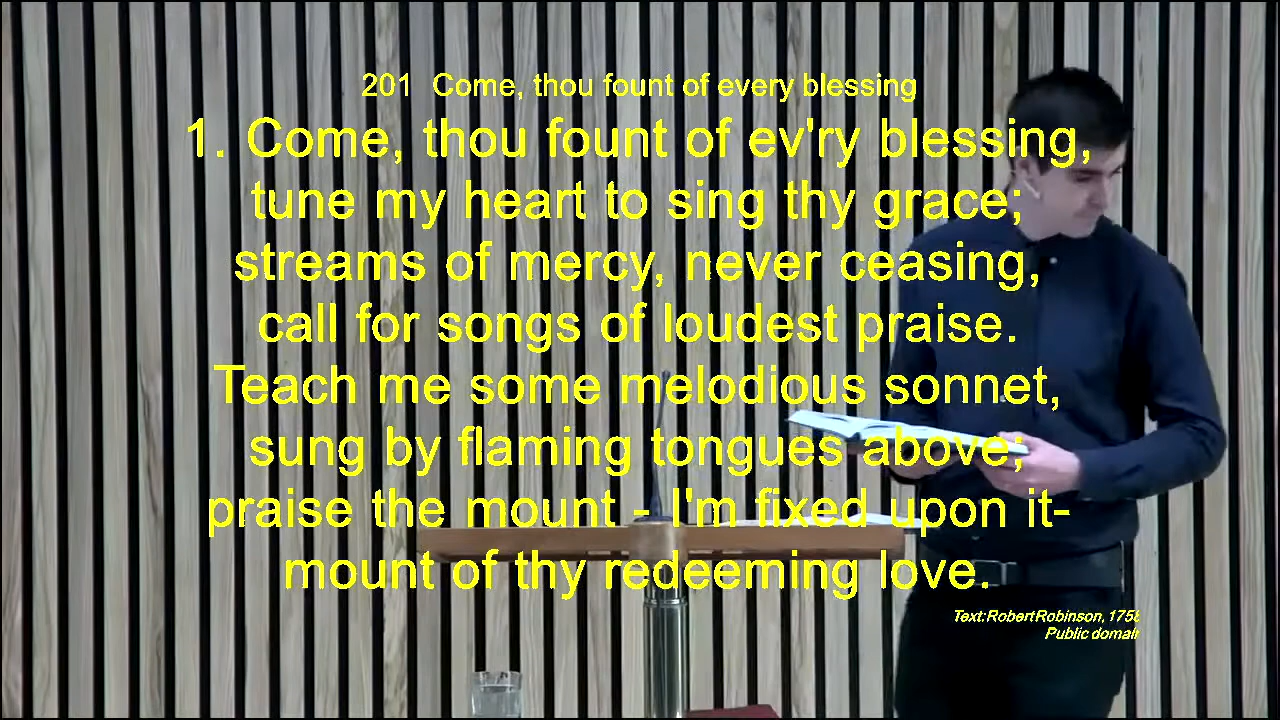 201 Come, thou fount of every blessing
1. Come, thou fount of ev'ry blessing,
tune my heart to sing thy grace;
streams of mercy, never ceasing,
call for songs of loudest praise.
Teach me some melodious sonnet,
sung by flaming tongues above;
praise the mount - I'm fixed upon it-
mount of thy redeeming love.
Text: Robert Robinson, 1758
Public domain